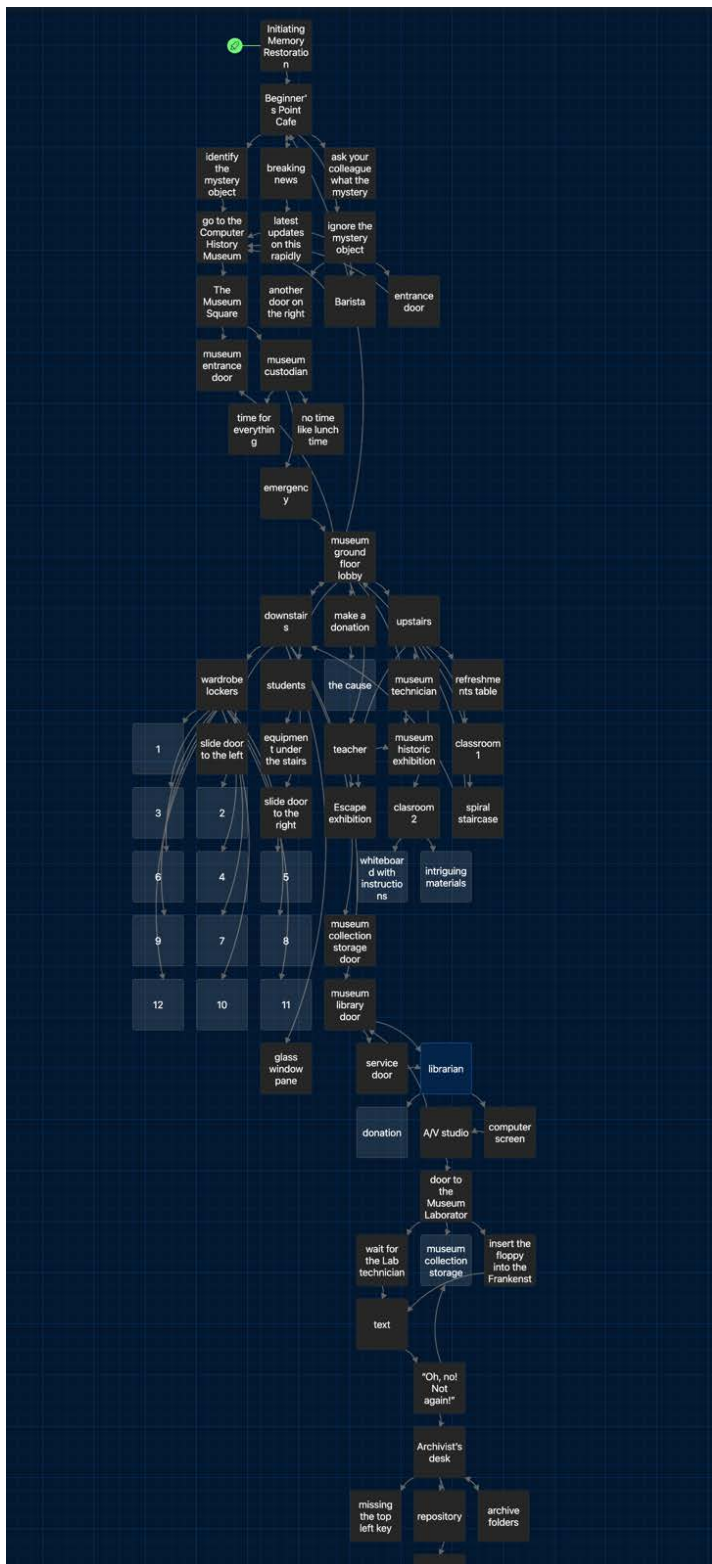 Initiating
Memory
Restoratio
n
Beginner'
s Point
Cafe
identify
the
mystery
object
breaking
news
ask your
colleague
what the
mystery
go to the
Computer
History
Museum
latest
updates
on this
rapidly
ignore the
mystery
object
The
Museum
Square
another
door on
the right
Barista
entrance
door
museum
entrance
door
museum
custodian
time for
everythin
g
no time
like lunch
time
emergenc
y
museum
ground
floor
lobby
downstair
s
make a
donation
upstairs
wardrobe
lockers
students
the cause
museum
technician
refreshme
nts table
1
slide door
to the left
equipmen
t under
the stairs
teacher
museum
historic
exhibition
classroom
1
3
2
slide door
to the
right
Escape
exhibition
clasroom
2
spiral
staircase
6
4
5
whiteboar
d with
instructio
ns
intriguing
materials
9
7
8
museum
collection
storage
door
12
10
11
museum
library
door
glass
window
pane
service
door
librarian
donation
A/V studio
computer
screen
door to
the
Museum
Laborator
wait for
the Lab
technician
museum
collection
storage
insert the
floppy
into the
Frankenst
text
"Oh, no!
Not
again!"
Archivist's
desk
missing
the top
left key
repository
archive
folders